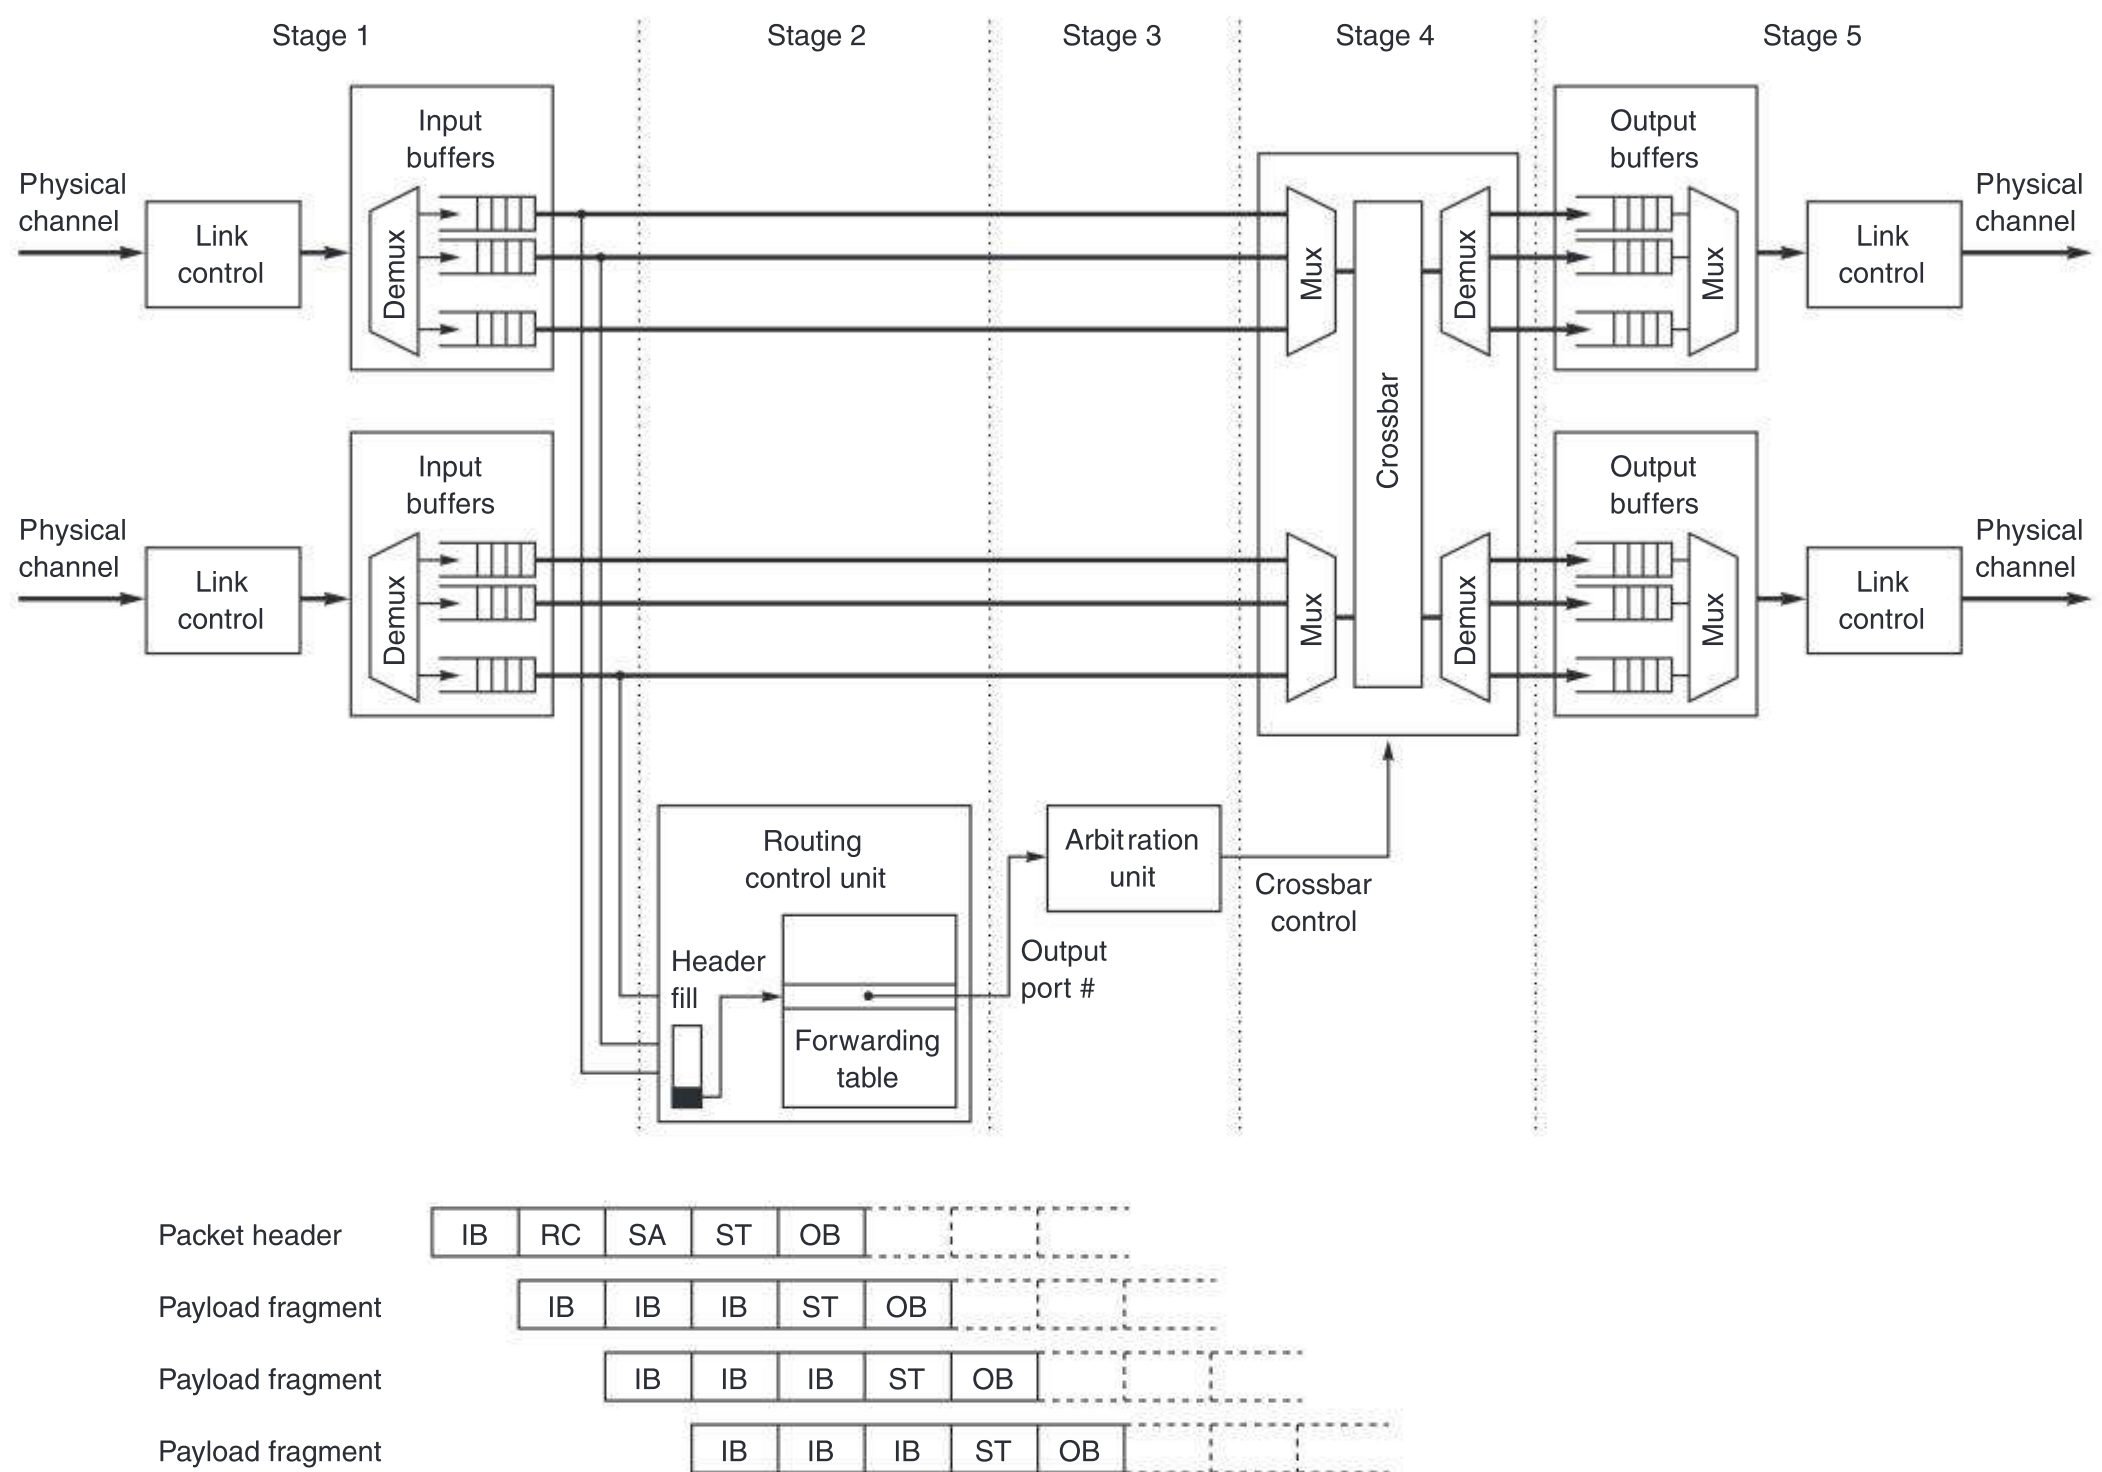 Stage 1
Stage 2
Stage 3
Stage 4
Stage 5
Physical
channel
Link
control
Input
buffers
Demux
Mux
Crossbar
Demux
Output
buffers
Mux
Link
control
Physical
channel
Physical
channel
Link
control
Input
buffers
Demux
Mux
Demux
Output
buffers
Mux
Link
control
Physical
channel
Routing
control unit
Header
fill
Forwarding
table
Output
port #
Arbitration
unit
Crossbar
control
Packet header IB RC SA ST OB
Payload fragment IB IB IB ST OB
Payload fragment IB IB IB ST OB
Payload fragment IB IB IB ST OB